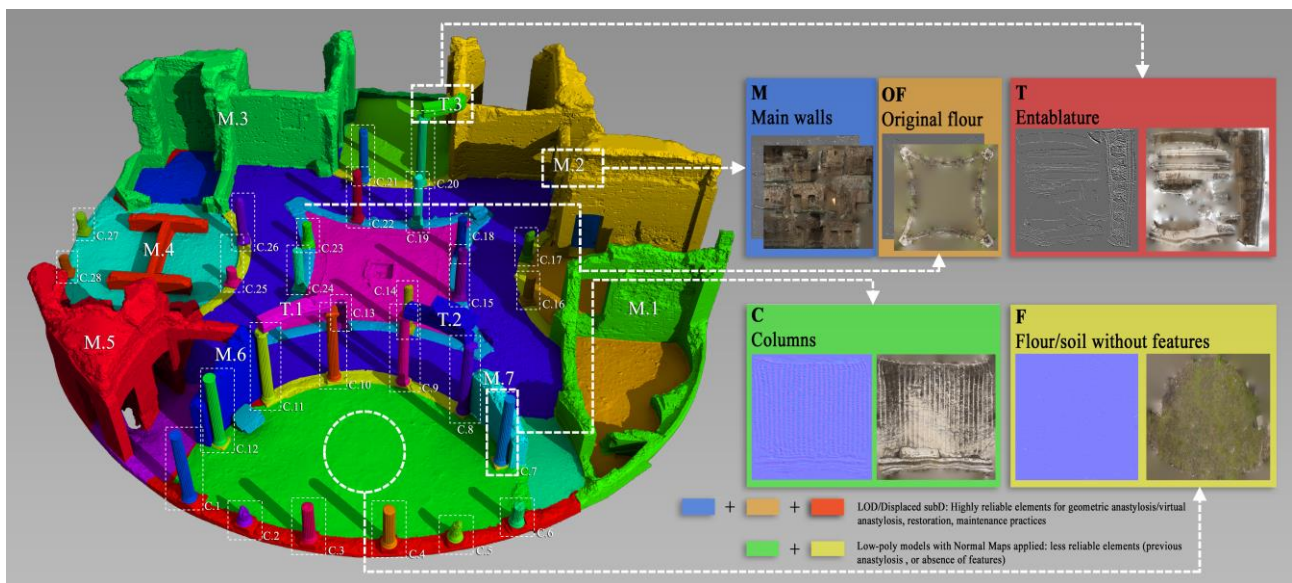 M.3
T.3
M.2
C.21
C.20
C.22
C.19
C.18
C.27
C.26
C.23
C.17
M.4
C.28
C.25
C.24
C.14
C.15
C.16
M.1
T.1
C.13
T.2
M.5
M.6
M.7
C.10
C.9
C.11
C.8
C.12
C.7
C.1
C.2
C.3
C.4
C.5
C.6
M
Main walls
OF
Original flour
T
Entablature
C
Columns
F
Flour/soil without features
+ + LOD/Displaced subD: Highly reliable elements for geometric anastylosis/virtual
anastylosis, restoration, maintenance practices
+ Low-poly models with Normal Maps applied: less reliable elements (previous
anastylosis , or absence of features)